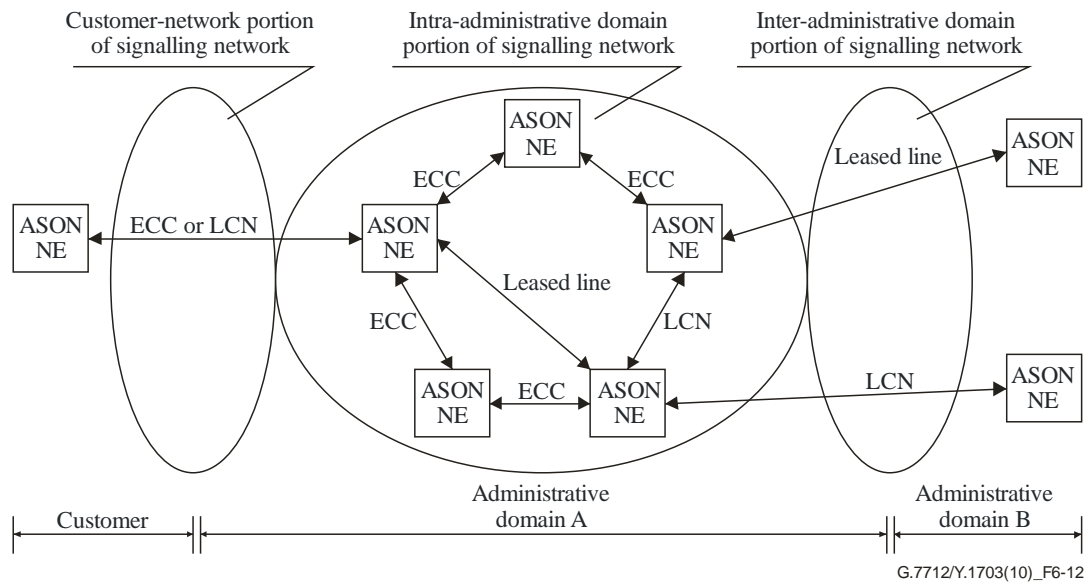 Customer-network portion
of signalling network
Intra-administrative domain
portion of signalling network
Inter-administrative domain
portion of signalling network
ASON
NE
ASON
NE
Leased line
ECC
ECC
ASON
NE
ECC or LCN
ASON
NE
ASON
NE
Leased line
ECC
LCN
ASON
NE
ECC
ASON
NE
LCN
ASON
NE
Customer
Administrative
domain A
Administrative
domain B
G.7712/Y.1703(10)_F6-12